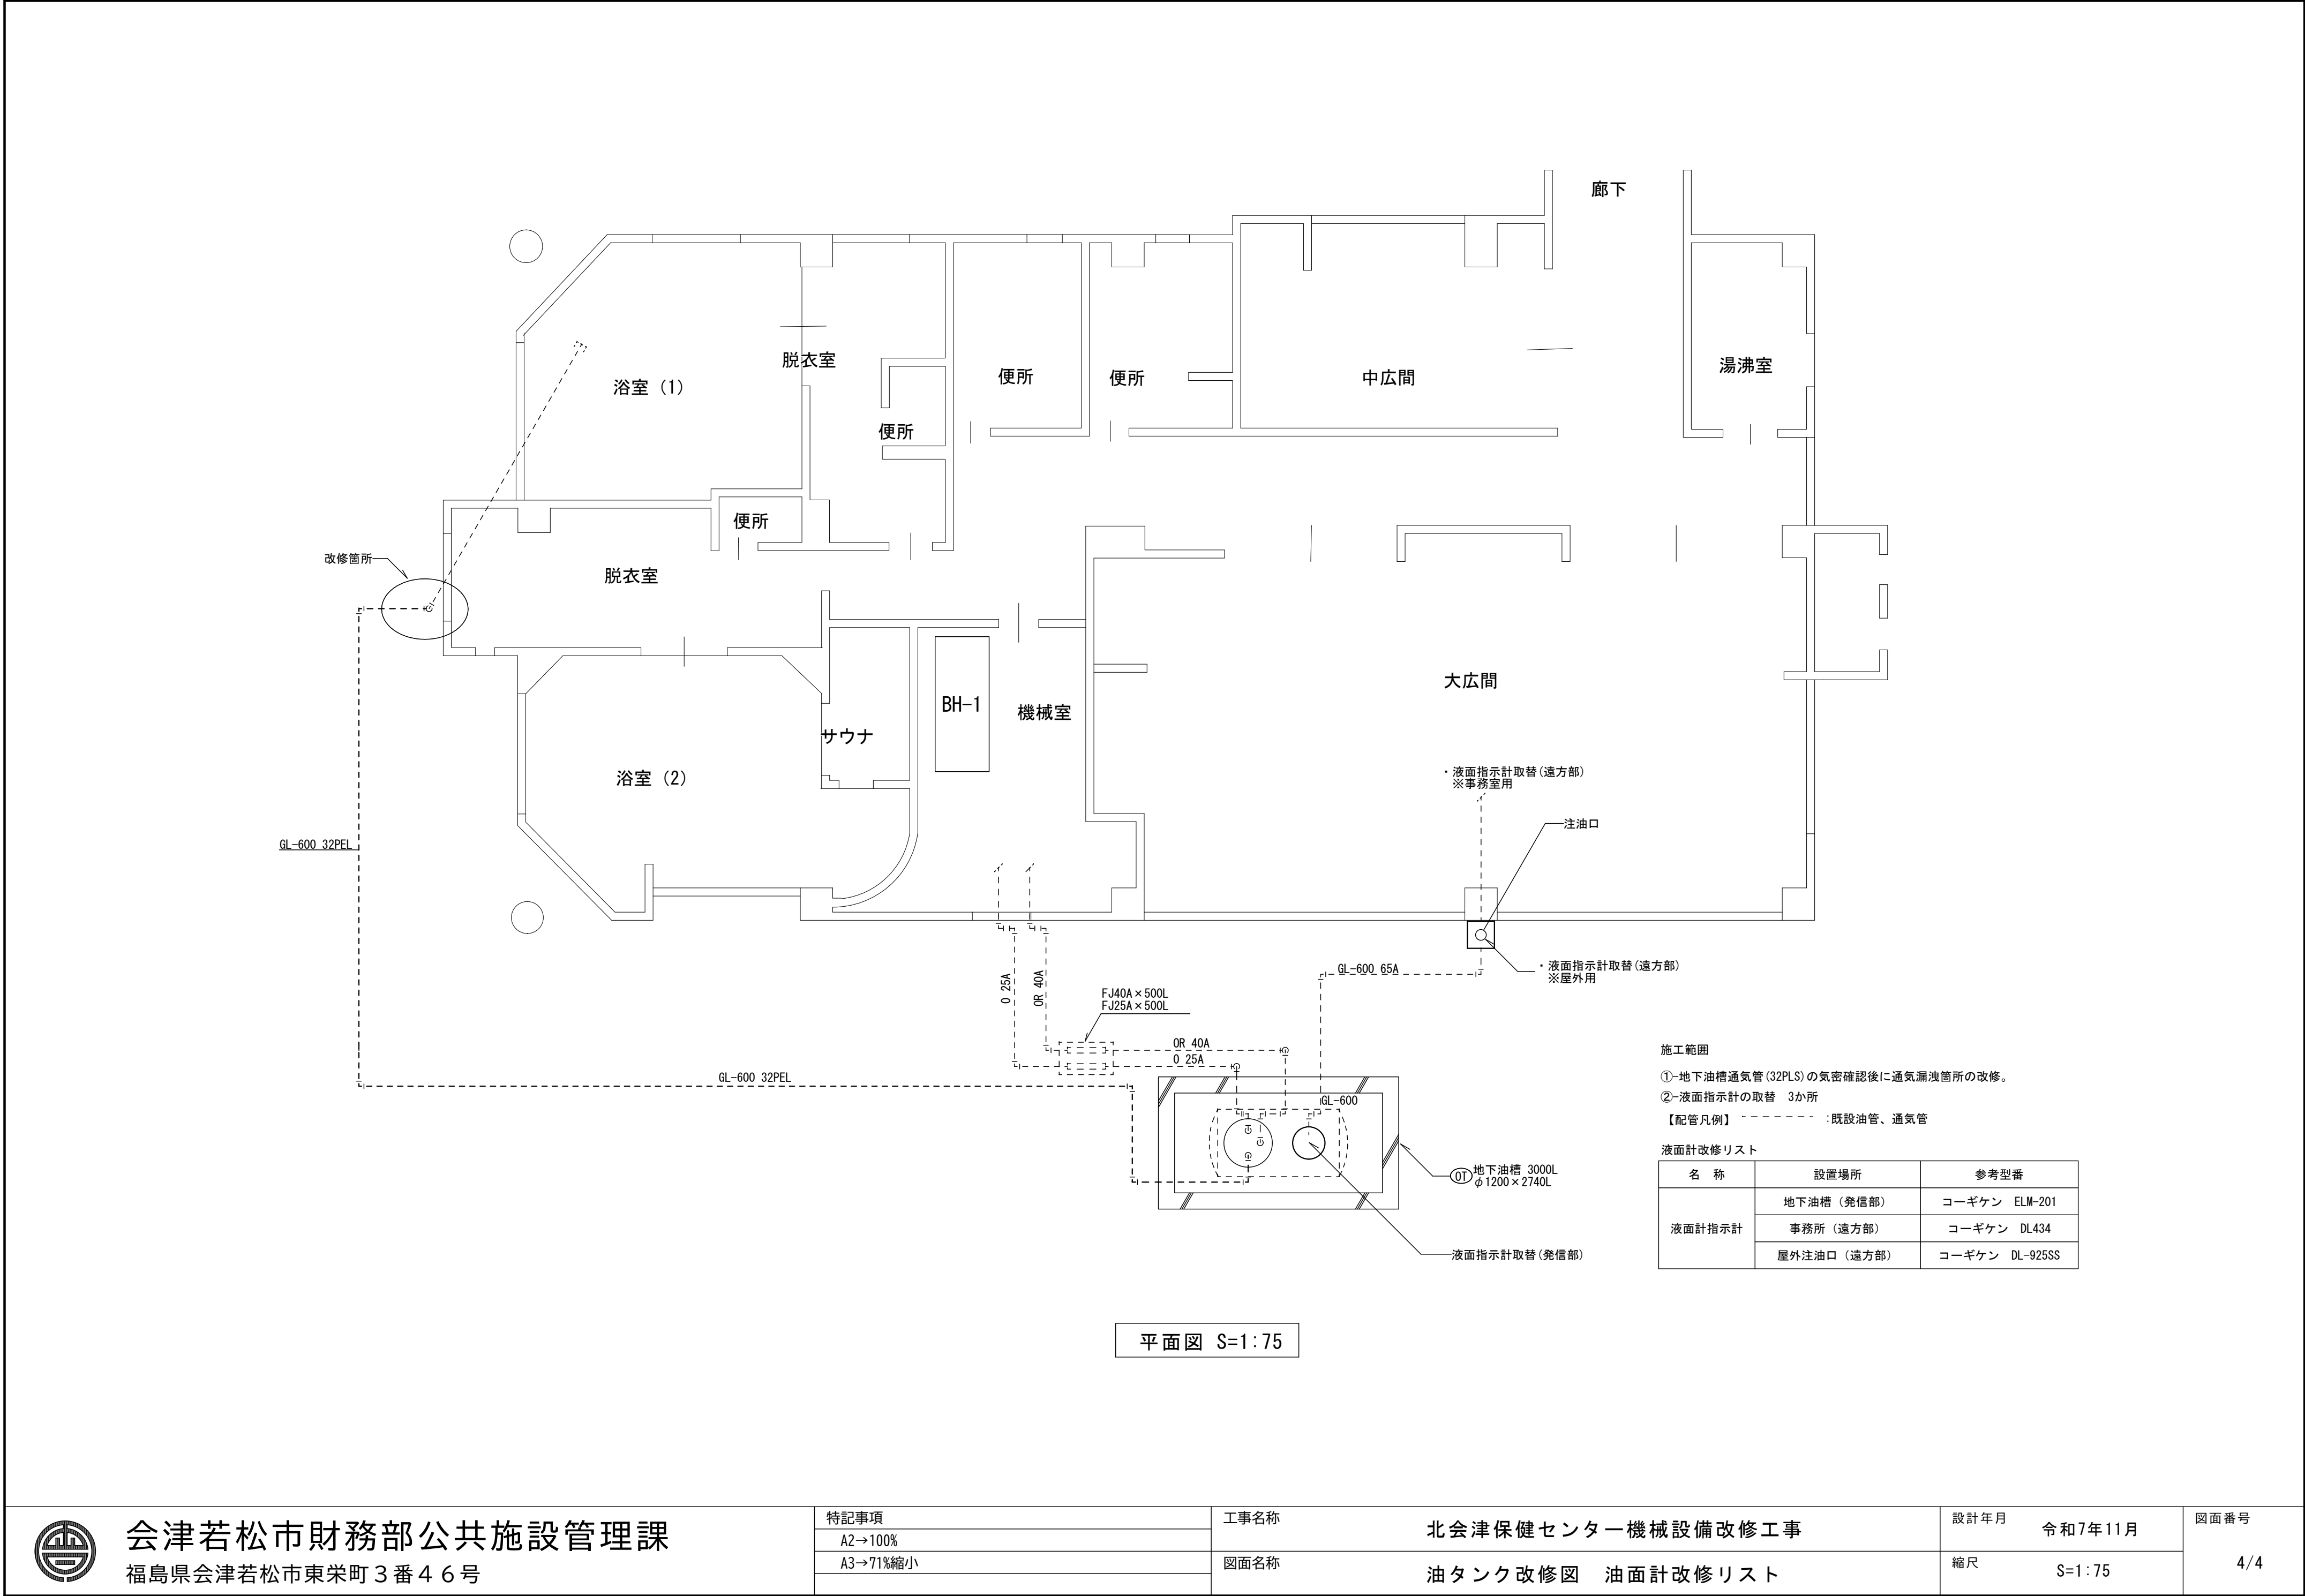 廊下
脱衣室
湯沸室
浴室（1）
便所
便所
中広間
便所
便所
改修箇所
脱衣室
大広間
BH-1
機械室
サウナ
浴室（2）
・液面指示計取替(遠方部)
※事務室用
注油口
GL-600 32PEL
・液面指示計取替(遠方部)
※屋外用
GL-600 65A
O 25A
OR 40A
FJ40A×500L
FJ25A×500L
OR 40A
O 25A
GL-600 32PEL
GL-600
OT
地下油槽 3000L
φ1200×2740L
液面指示計取替(発信部)
施工範囲
①-地下油槽通気管(32PLS)の気密確認後に通気漏洩箇所の改修。
②-液面指示計の取替　3か所
【配管凡例】 :既設油管、通気管
液面計改修リスト
名　称 設置場所 参考型番
液面計指示計
地下油槽（発信部） コーギケン　ELM-201
事務所（遠方部） コーギケン　DL434
屋外注油口（遠方部） コーギケン　DL-925SS
平面図 S=1:75
会津若松市財務部公共施設管理課
福島県会津若松市東栄町３番４６号
特記事項
A2→100%
A3→71%縮小
工事名称
北会津保健センター機械設備改修工事
図面名称
油タンク改修図　油面計改修リスト
設計年月
令和7年11月
縮尺
S=1:75
図面番号
4/4